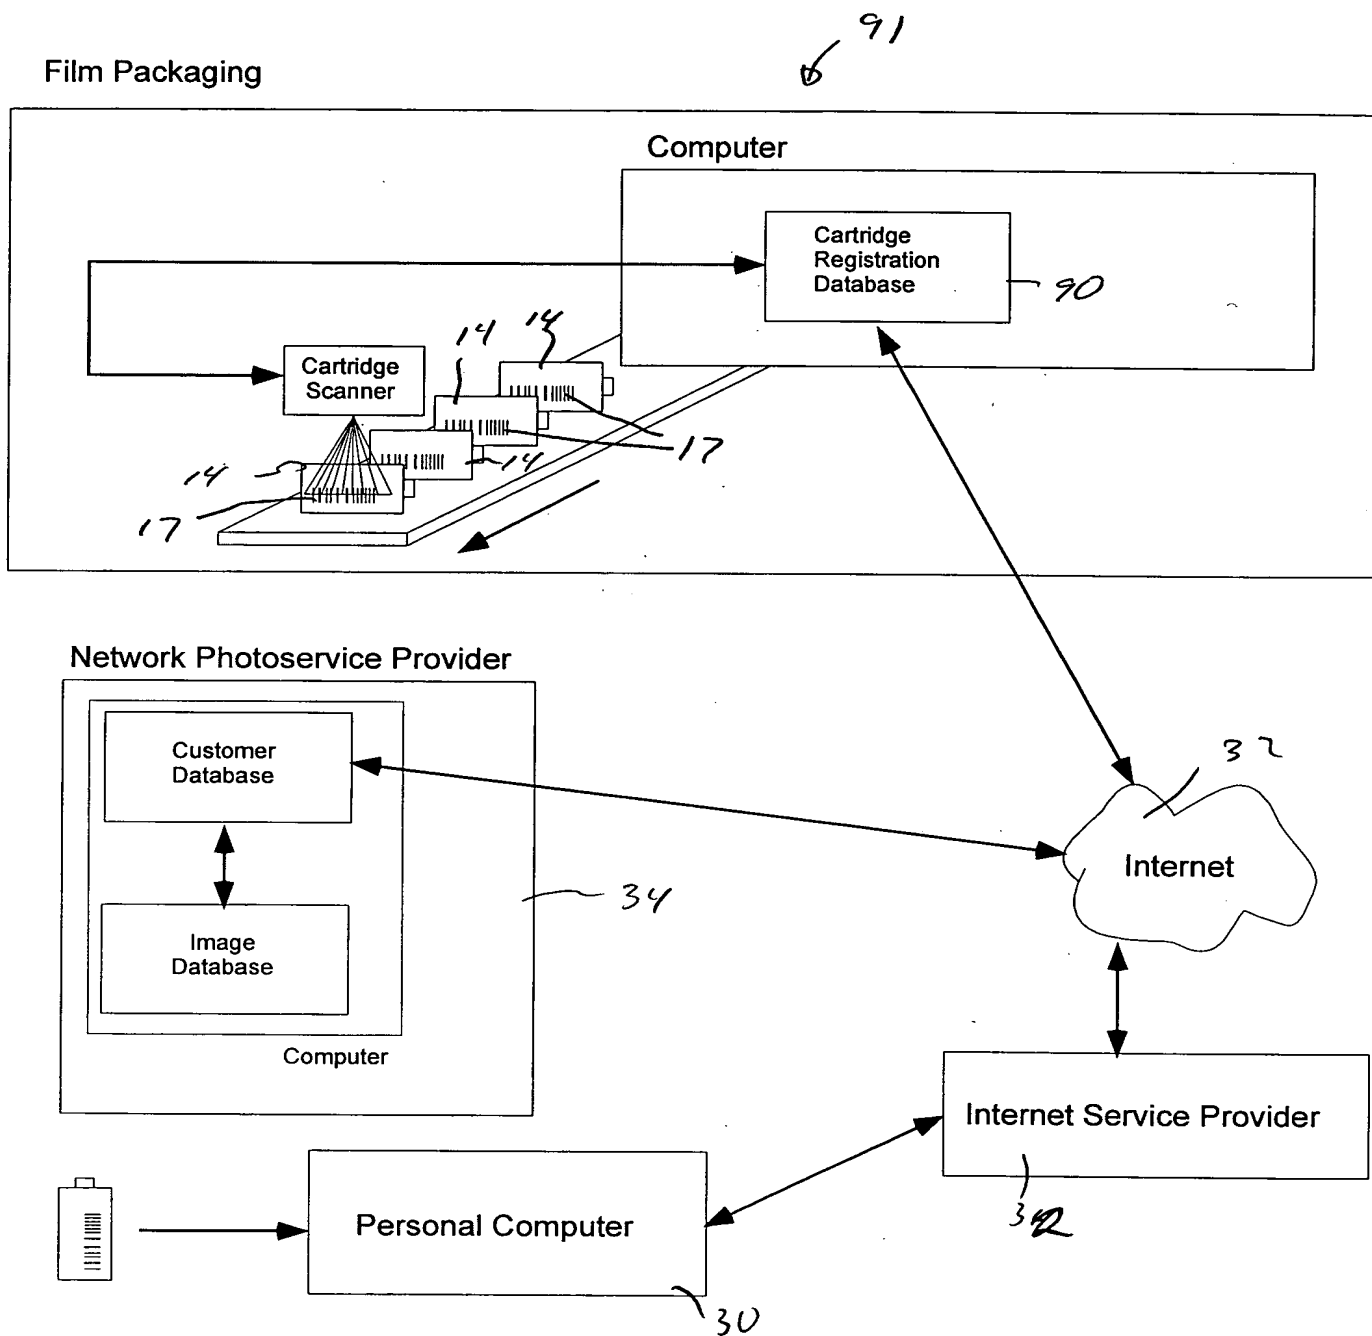 91
Film Packaging
Computer
Cartridge
Registration
Database
90
14
14
Cartridge
Scanner
17
14
14
17
Network Photoservice Provider
Customer
Database
32
Internet
34
Image
Database
Computer
Internet Service Provider
Personal Computer
30